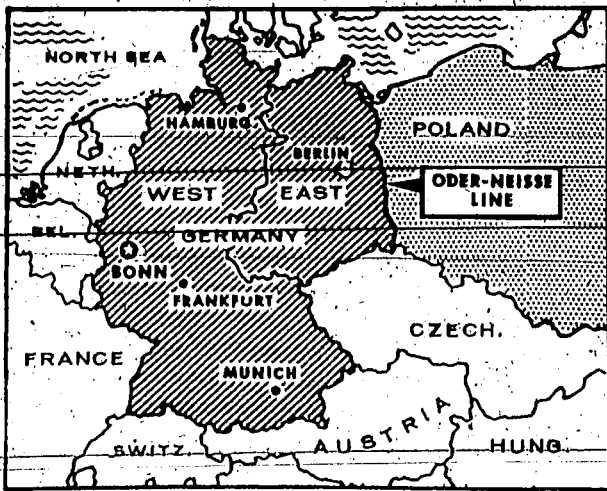 NORTH SEA
HAMBURG
POLAND
BERLIN
NETH.
ODER-NEISSE
LINE
WEST
EAST
BEL.
GERMANY
BONN
FRANKFURT
CZECH.
FRANCE
MUNICH
AUSTRIA
SWITZ.
HUNG.